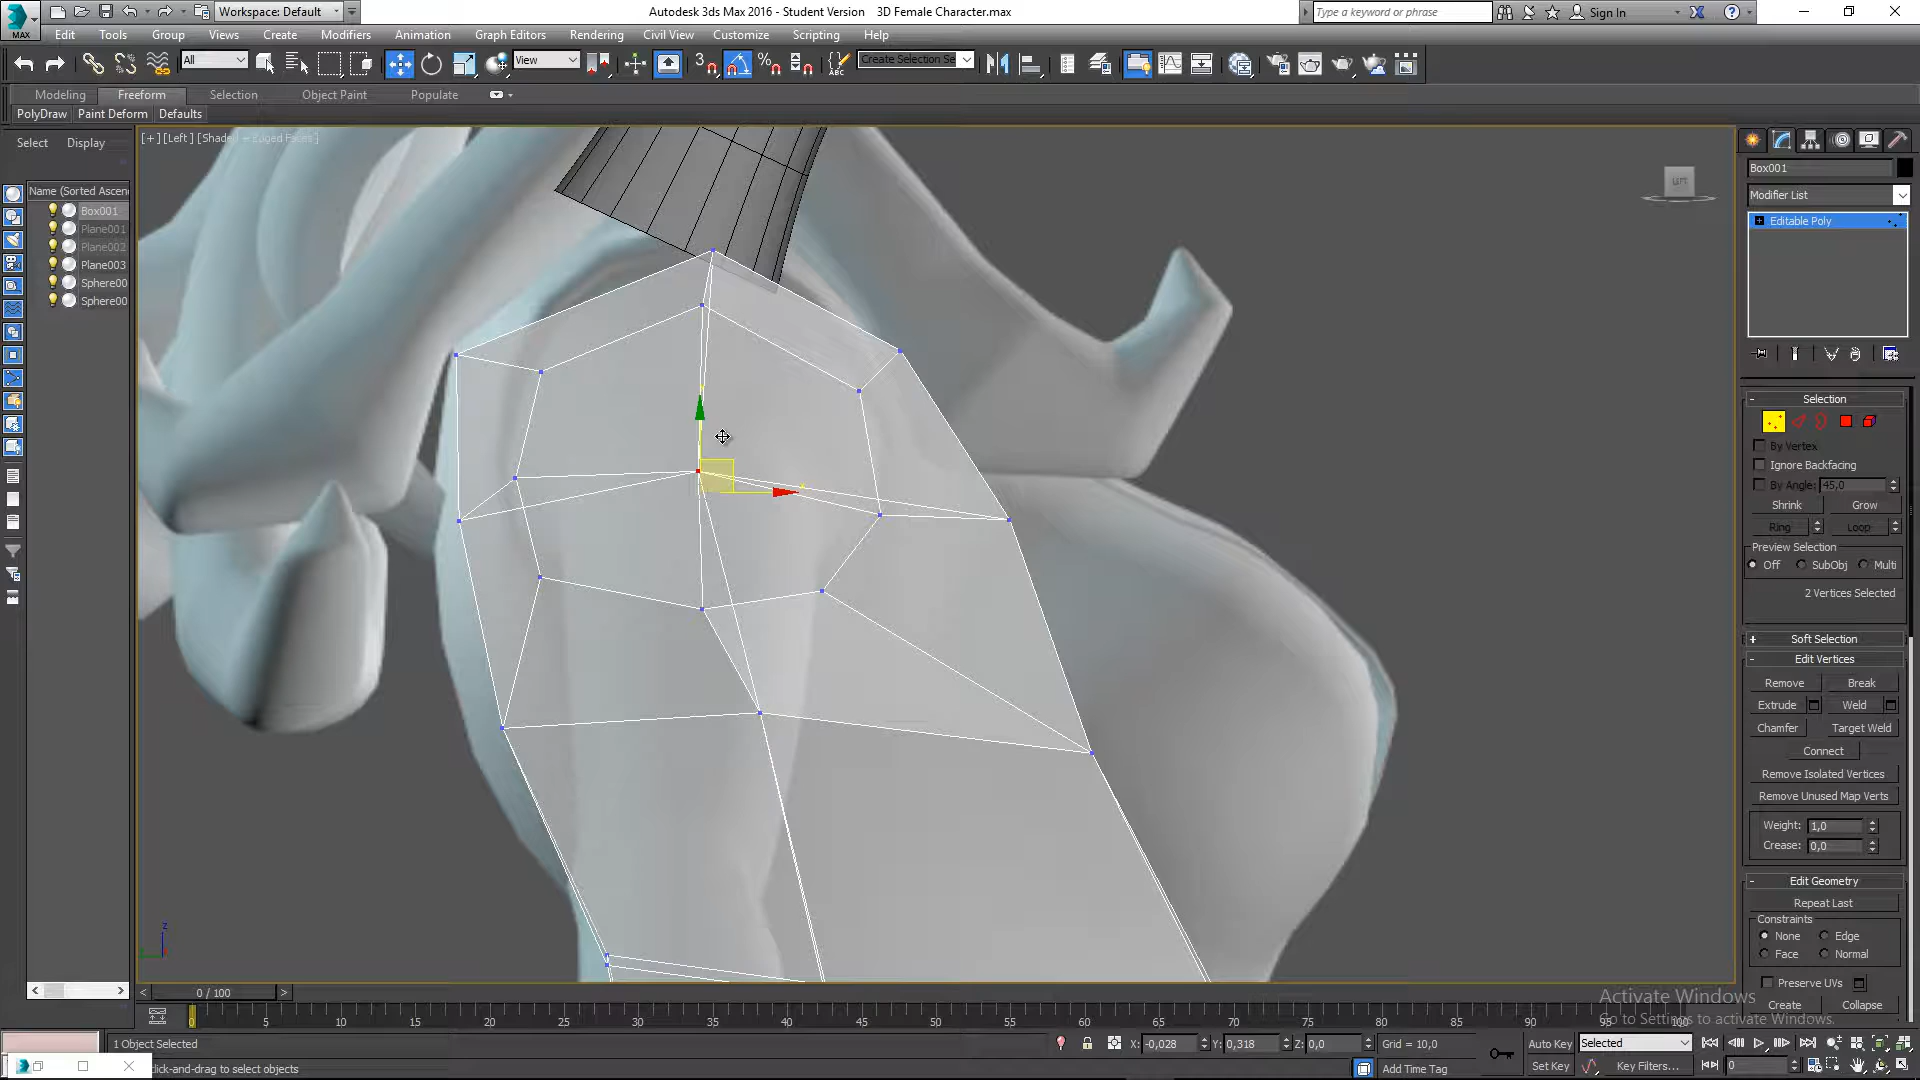 Workspace: Default
Autodesk 3ds Max 2016 - Student Version 3D Female Character.max
Type a keyword or phrase
Sign In
MAX
Edit Tools Group Views Create Modifiers Animation Graph Editors Rendering Civil View Customize Scripting Help
All
View
3
ABC
Create Selection Se
Modeling Freeform Selection Object Paint Populate
PolyDraw Paint Deform Defaults
Select Display
[+] [Left] [Shaded + Edged Faces]
Name (Sorted Ascen
Box001
Plane001
Plane002
Plane003
Sphere00
Sphere00
LEFT
Box001
Modifier List
Editable Poly
Selection
By Vertex
Ignore Backfacing
By Angle: 45,0
Shrink Grow
Ring Loop
Preview Selection
Off SubObj Multi
2 Vertices Selected
Soft Selection
Edit Vertices
Remove Break
Extrude Weld
Chamfer Target Weld
Connect
Remove Isolated Vertices
Remove Unused Map Verts
Weight: 1,0
Crease: 0,0
Edit Geometry
Repeat Last
Constraints
None Edge
Face Normal
Preserve UVs
Create Collapse
z
Activate Windows
Go to Settings to activate Windows.
0 / 100
0 5 10 15 20 25 30 35 40 45 50 55 60 65 70 75 80 85 90 95 100
1 Object Selected
X: -0,028 Y: 0,318 Z: 0,0 Grid = 10,0
Auto Key Selected
click-and-drag to select objects
Add Time Tag
Set Key Key Filters... 0